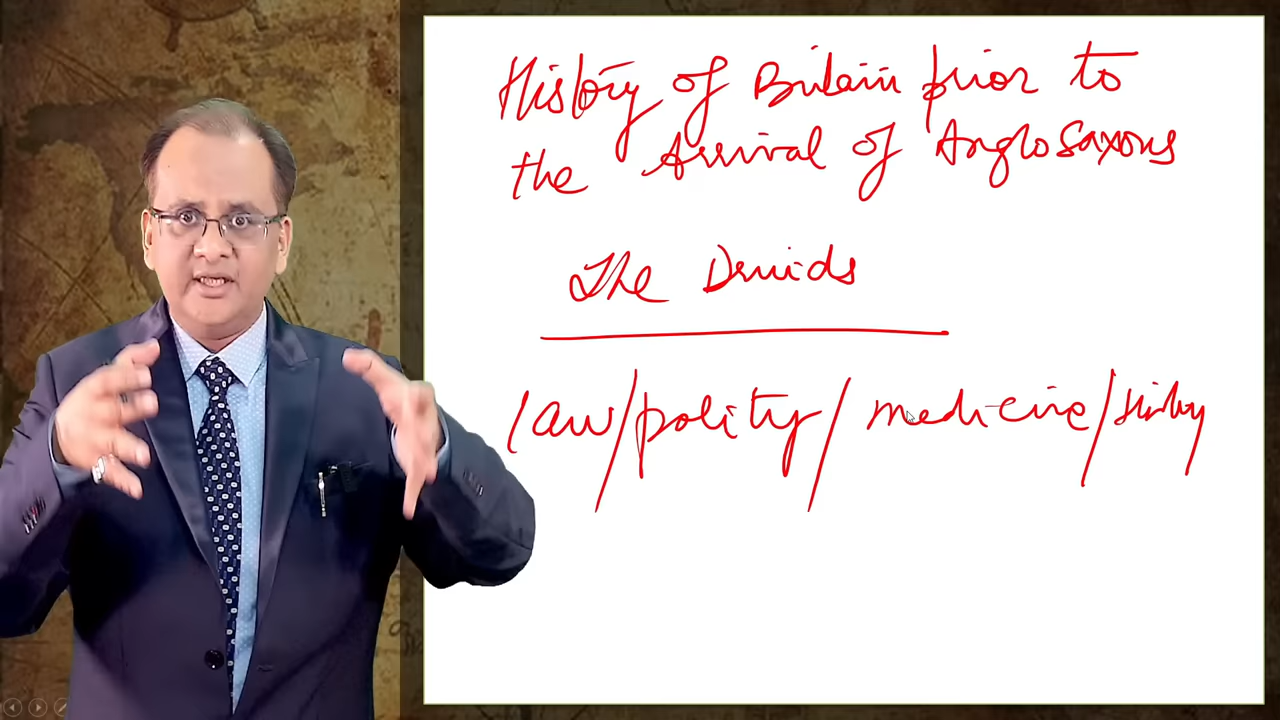 History of Britain prior to
the Arrival of Anglosaxons
The Druids
law/polity/medicine/History